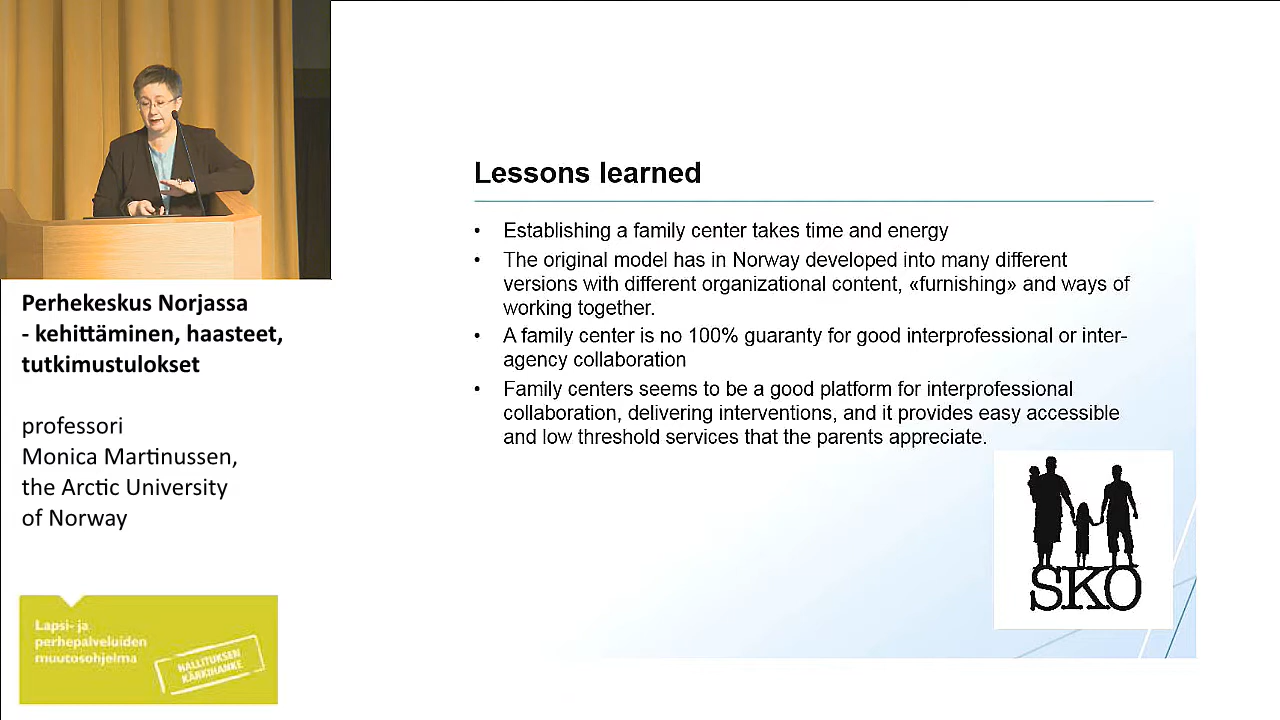 Lessons learned
• Establishing a family center takes time and energy
• The original model has in Norway developed into many different
versions with different organizational content, «furnishing» and ways of
working together.
• A family center is no 100% guaranty for good interprofessional or inter-
agency collaboration
• Family centers seems to be a good platform for interprofessional
collaboration, delivering interventions, and it provides easy accessible
and low threshold services that the parents appreciate.
SKO
Perhekeskus Norjassa
- kehittäminen, haasteet,
tutkimustulokset
professori
Monica Martinussen,
the Arctic University
of Norway
Lapsi- ja
perhepalveluiden
muutosohjelma
HALLITUKSEN
KÄRKIHANKE